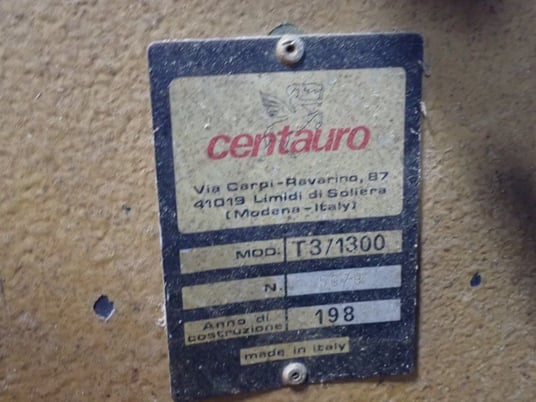 centauro
Via Carpi-Ravarino, 87
41019 Limidi di Soliera
(Modena-Italy)
MOD. T3/1300
N.
Anno di
costruzione 198
made in italy